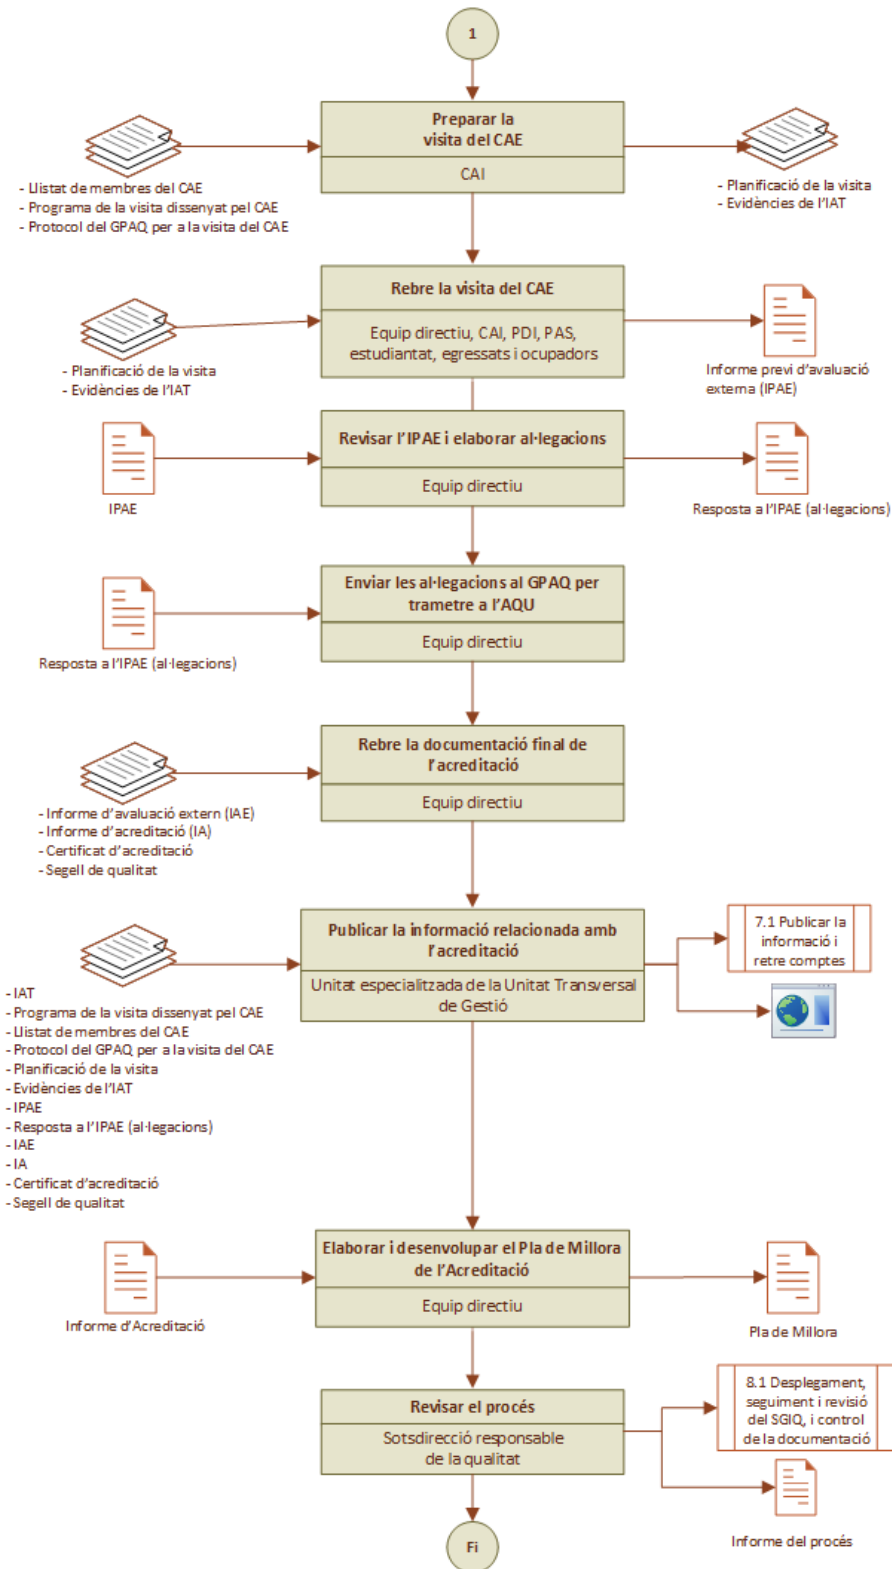 1
Preparar la
visita del CAE
CAI
- Llistat de membres del CAE
- Programa de la visita dissenyat pel CAE
- Protocol del GPAQ per a la visita del CAE
- Planificació de la visita
- Evidències de l'IAT
Rebre la visita del CAE
Equip directiu, CAI, PDI, PAS,
estudiantat, egressats i ocupadors
- Planificació de la visita
- Evidències de l'IAT
Informe previ d'avaluació
externa (IPAE)
Revisar l'IPAE i elaborar al·legacions
Equip directiu
IPAE
Resposta a l'IPAE (al·legacions)
Enviar les al·legacions al GPAQ per
trametre a l'AQU
Equip directiu
Resposta a l'IPAE (al·legacions)
Rebre la documentació final de
l'acreditació
Equip directiu
- Informe d'avaluació extern (IAE)
- Informe d'acreditació (IA)
- Certificat d'acreditació
- Segell de qualitat
Publicar la informació relacionada amb
l'acreditació
Unitat especialitzada de la Unitat Transversal
de Gestió
7.1 Publicar la
informació i
retre comptes
- IAT
- Programa de la visita dissenyat pel CAE
- Llistat de membres del CAE
- Protocol del GPAQ per a la visita del CAE
- Planificació de la visita
- Evidències de l'IAT
- IPAE
- Resposta a l'IPAE (al·legacions)
- IAE
- IA
- Certificat d'acreditació
- Segell de qualitat
Elaborar i desenvolupar el Pla de Millora
de l'Acreditació
Equip directiu
Informe d'Acreditació
Pla de Millora
Revisar el procés
Sotsdirecció responsable
de la qualitat
8.1 Desplegament,
seguiment i revisió
del SGIQ, i control
de la documentació
Informe del procés
Fi